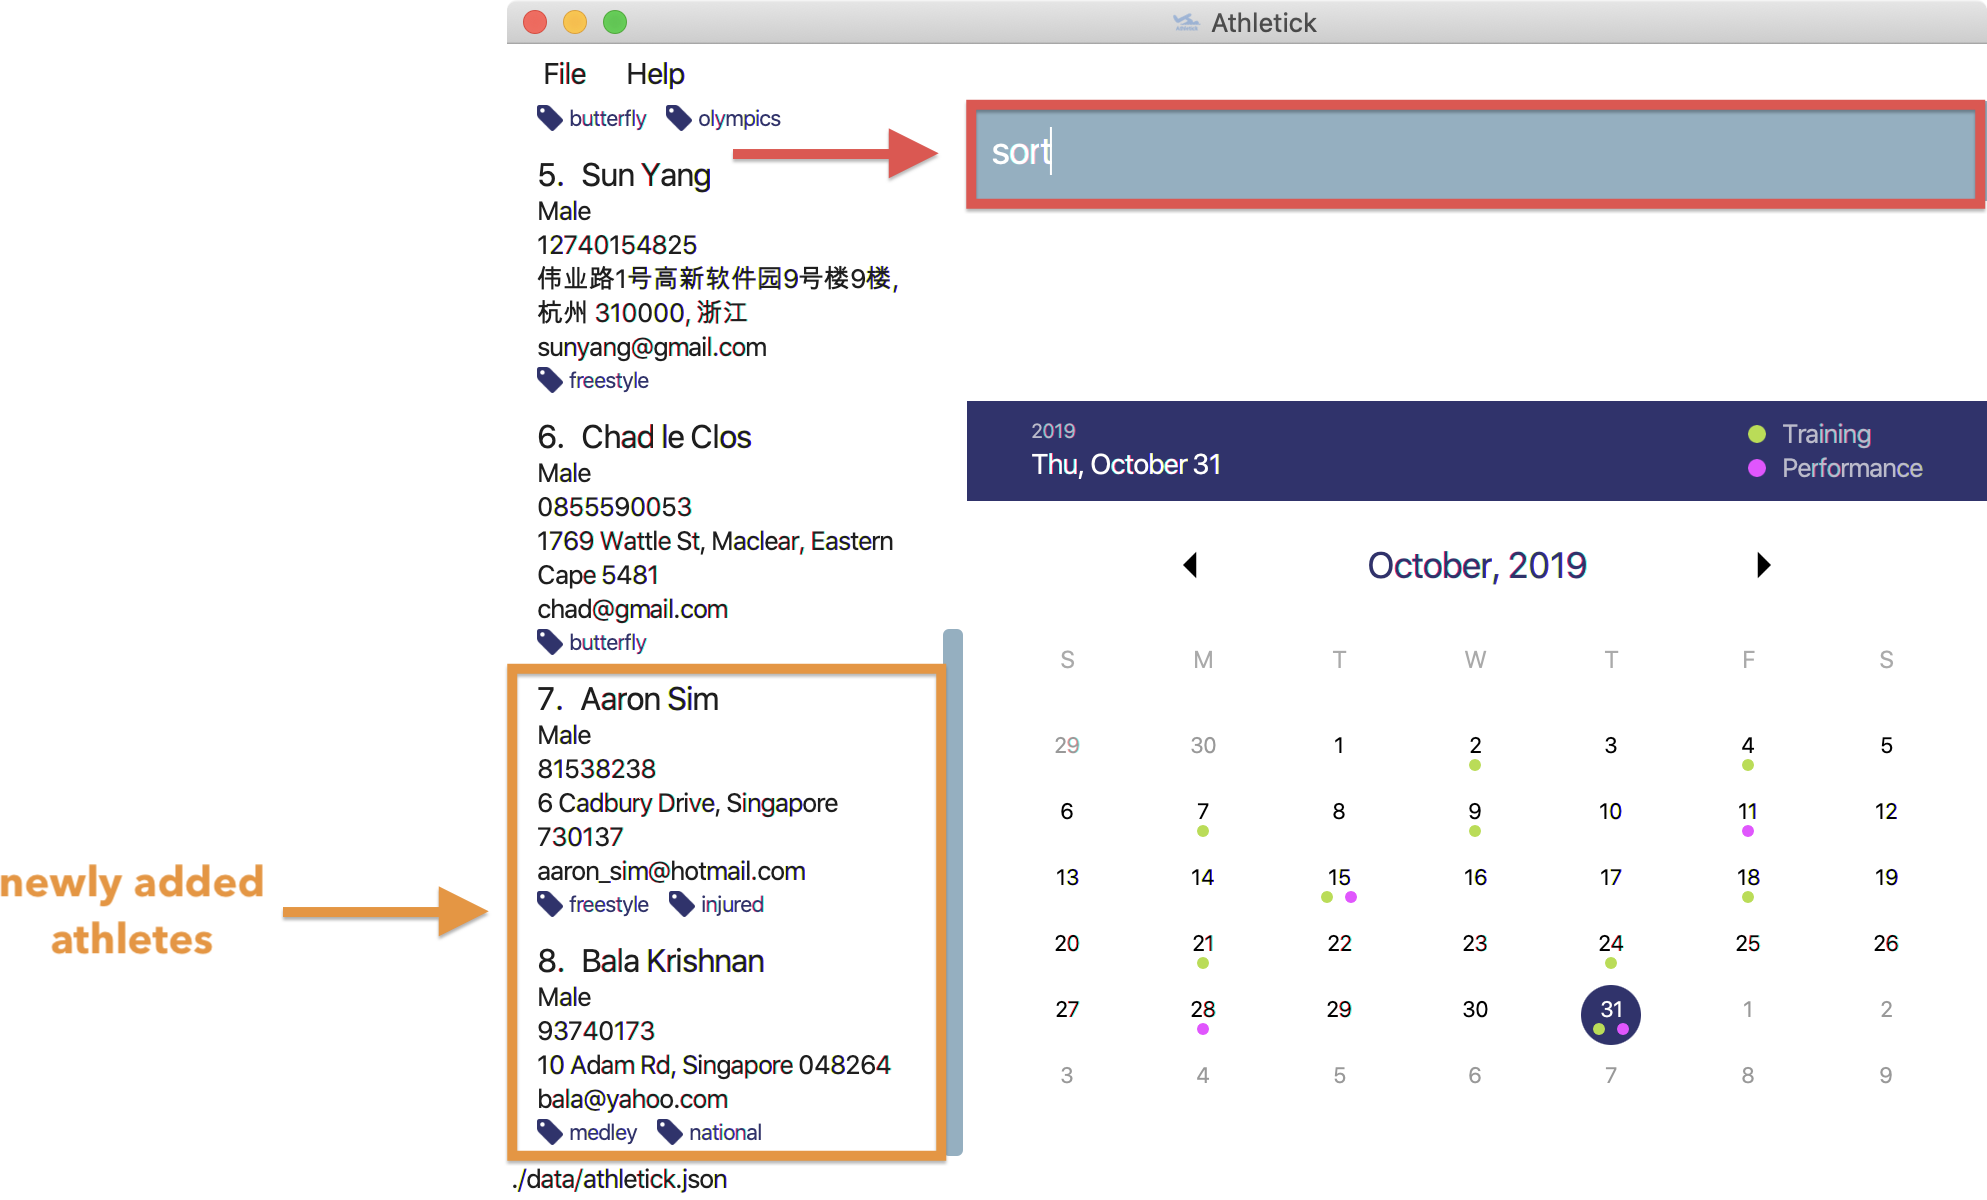 Athletick
File Help
butterfly olympics
5. Sun Yang
Male
12740154825
伟业路1号高新软件园9号楼9楼,
杭州 310000, 浙江
sunyang@gmail.com
freestyle
6. Chad le Clos
Male
0855590053
1769 Wattle St, Maclear, Eastern
Cape 5481
chad@gmail.com
butterfly
7. Aaron Sim
Male
81538238
6 Cadbury Drive, Singapore
730137
aaron_sim@hotmail.com
freestyle injured
8. Bala Krishnan
Male
93740173
10 Adam Rd, Singapore 048264
bala@yahoo.com
medley national
./data/athletick.json
newly added
athletes
sort
2019
Thu, October 31
Training
Performance
October, 2019
S M T W T F S
29 30 1 2 3 4 5
6 7 8 9 10 11 12
13 14 15 16 17 18 19
20 21 22 23 24 25 26
27 28 29 30 31 1 2
3 4 5 6 7 8 9